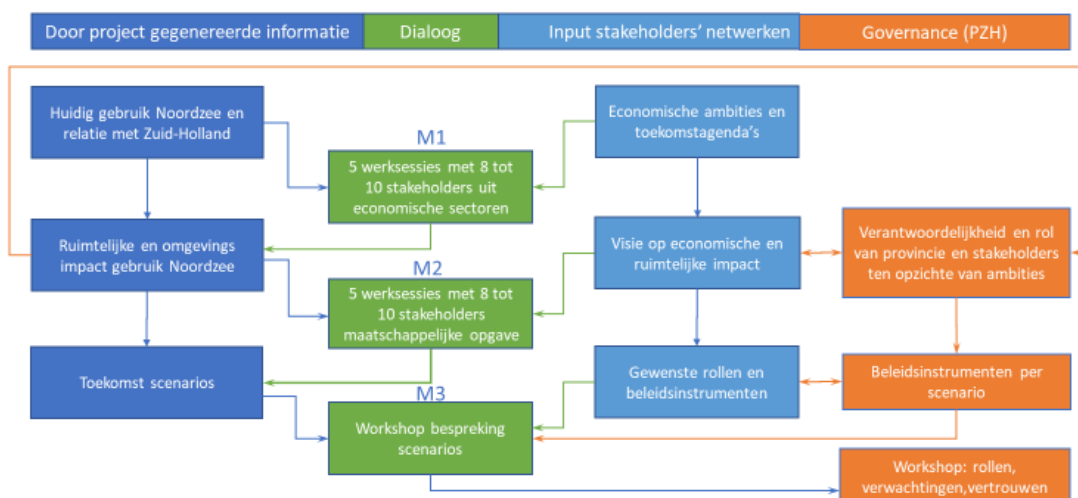 Door project gegenereerde informatie
Dialoog
Input stakeholders' netwerken
Governance (PZH)
Huidig gebruik Noordzee en
relatie met Zuid-Holland
M1
5 werksessies met 8 tot
10 stakeholders uit
economische sectoren
Economische ambities en
toekomstagenda's
Ruimtelijke en omgevings
impact gebruik Noordzee
M2
5 werksessies met 8 tot
10 stakeholders
maatschappelijke opgave
Visie op economische en
ruimtelijke impact
Verantwoordelijkheid en rol
van provincie en stakeholders
ten opzichte van ambities
Toekomst scenarios
M3
Workshop bespreking
scenarios
Gewenste rollen en
beleidsinstrumenten
Beleidsinstrumenten per
scenario
Workshop: rollen,
verwachtingen,vertrouwen